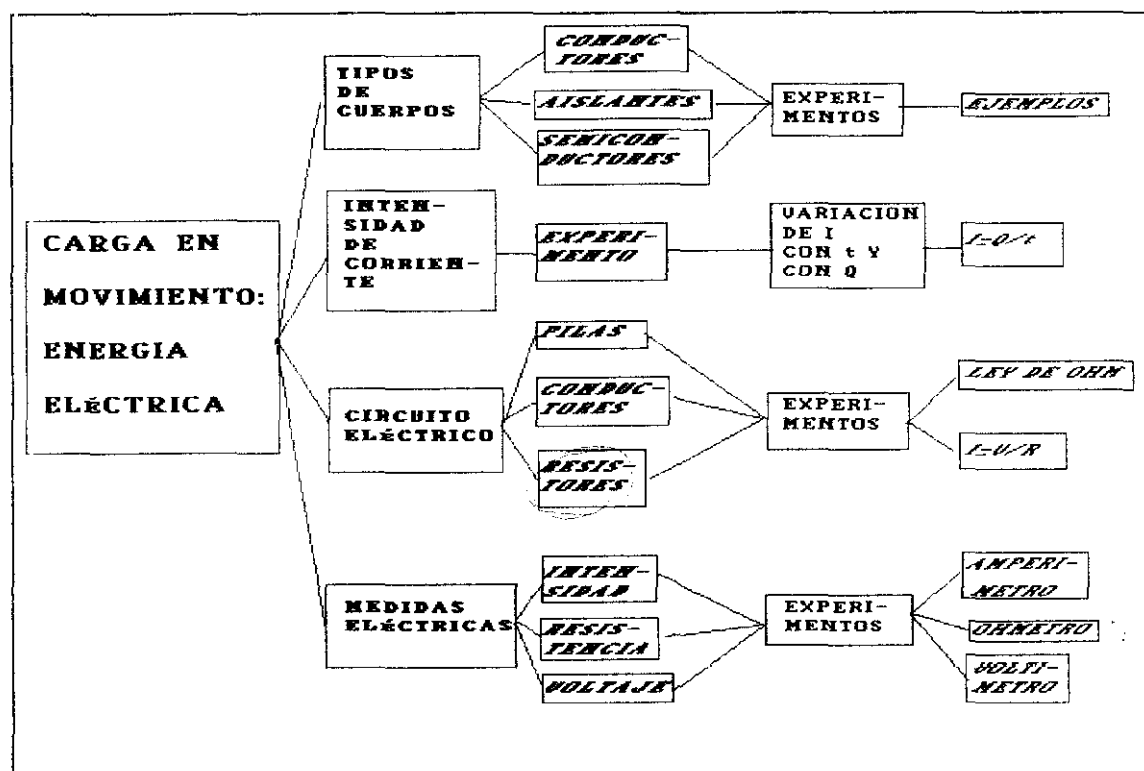 CARGA EN
MOVIMIENTO:
ENERGIA
ELéCTRICA
TIPOS
DE
CUERPOS
CONDUC-
TORES
AISLANTES
SEMICON-
DUCTORES
EXPERI-
MENTOS
EJEMPLOS
INTEN-
SIDAD
DE
CORRIEN-
TE
EXPERI-
MENTO
VARIACION
DE I
CON t Y
CON Q
I=Q/t
CIRCUITO
ELéCTRICO
PILAS
CONDUC-
TORES
RESIS-
TORES
EXPERI-
MENTOS
LEY DE OHM
I=V/R
MEDIDAS
ELéCTRICAS
INTEN-
SIDAD
RESIS-
TENCIA
VOLTAJE
EXPERI-
MENTOS
AMPERI-
METRO
OHMETRO
VOLTI-
METRO